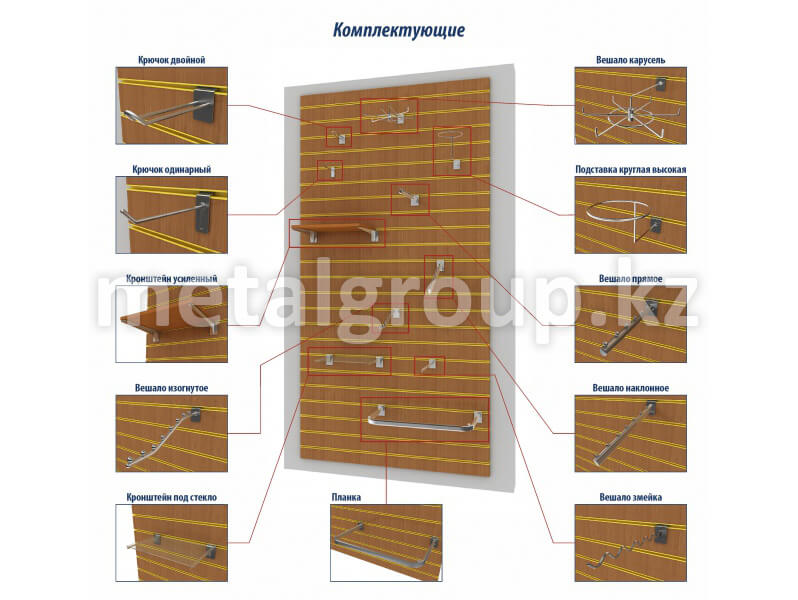 Комплектующие
Крючок двойной
Вешало карусель
Крючок одинарный
Подставка круглая высокая
Кронштейн усиленный
Вешало прямое
metalgroup.kz
Вешало изогнутое
Вешало наклонное
Кронштейн под стекло
Планка
Вешало змейка